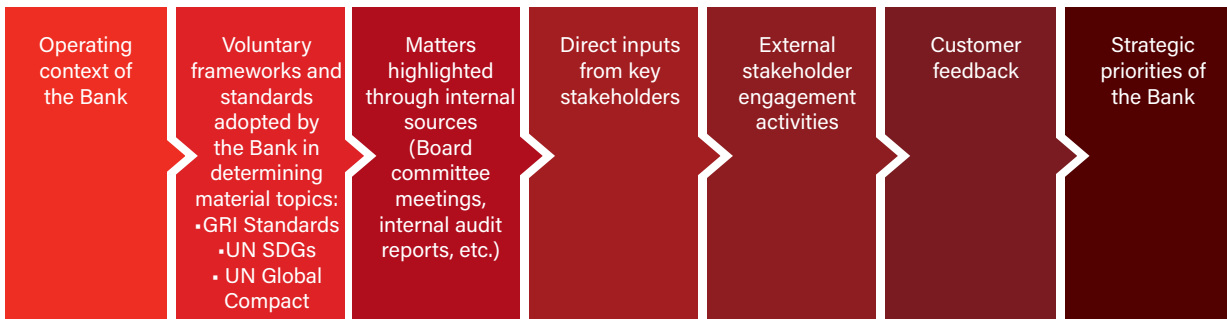 Operating
context of
the Bank
Voluntary
frameworks and
standards
adopted by
the Bank in
determining
material topics:
▪GRI Standards
▪UN SDGs
▪ UN Global
Compact
Matters
highlighted
through internal
sources
(Board
committee
meetings,
internal audit
reports, etc.)
Direct inputs
from key
stakeholders
External
stakeholder
engagement
activities
Customer
feedback
Strategic
priorities of
the Bank